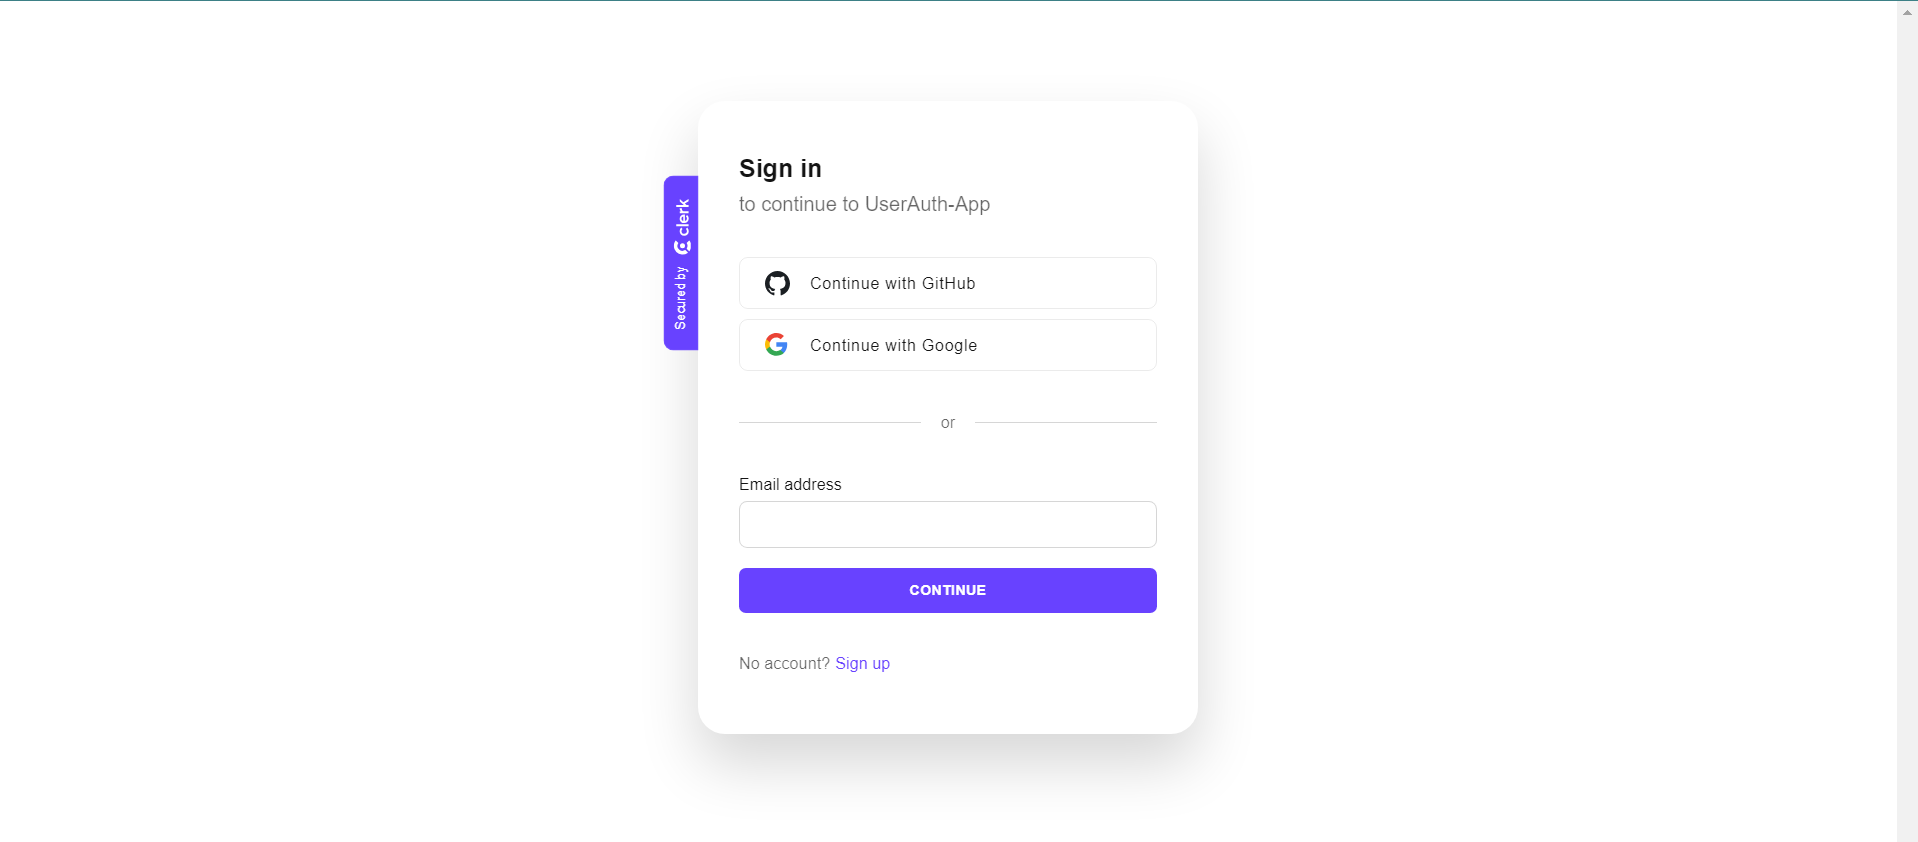 Sign in
to continue to UserAuth-App
Secured by clerk
Continue with GitHub
Continue with Google
or
Email address
CONTINUE
No account? Sign up